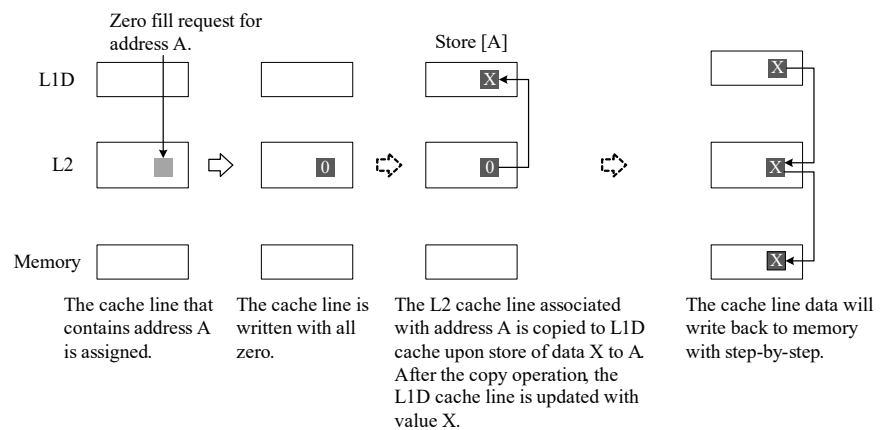 Zero fill request for
address A.
Store [A]
L1D
X
X
L2
0
0
X
Memory
X
The cache line that
contains address A
is assigned.
The cache line is
written with all
zero.
The L2 cache line associated
with address A is copied to L1D
cache upon store of data X to A.
After the copy operation, the
L1D cache line is updated with
value X.
The cache line data will
write back to memory
with step-by-step.